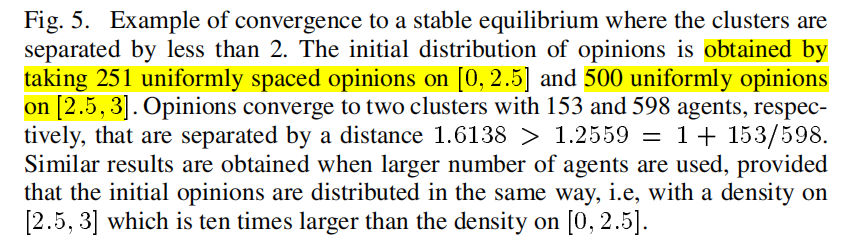 Fig. 5. Example of convergence to a stable equilibrium where the clusters are
separated by less than 2. The initial distribution of opinions is obtained by
taking 251 uniformly spaced opinions on [0, 2.5] and 500 uniformly opinions
on [2.5, 3]. Opinions converge to two clusters with 153 and 598 agents, respec-
tively, that are separated by a distance 1.6138 > 1.2559 = 1 + 153/598.
Similar results are obtained when larger number of agents are used, provided
that the initial opinions are distributed in the same way, i.e, with a density on
[2.5, 3] which is ten times larger than the density on [0, 2.5].